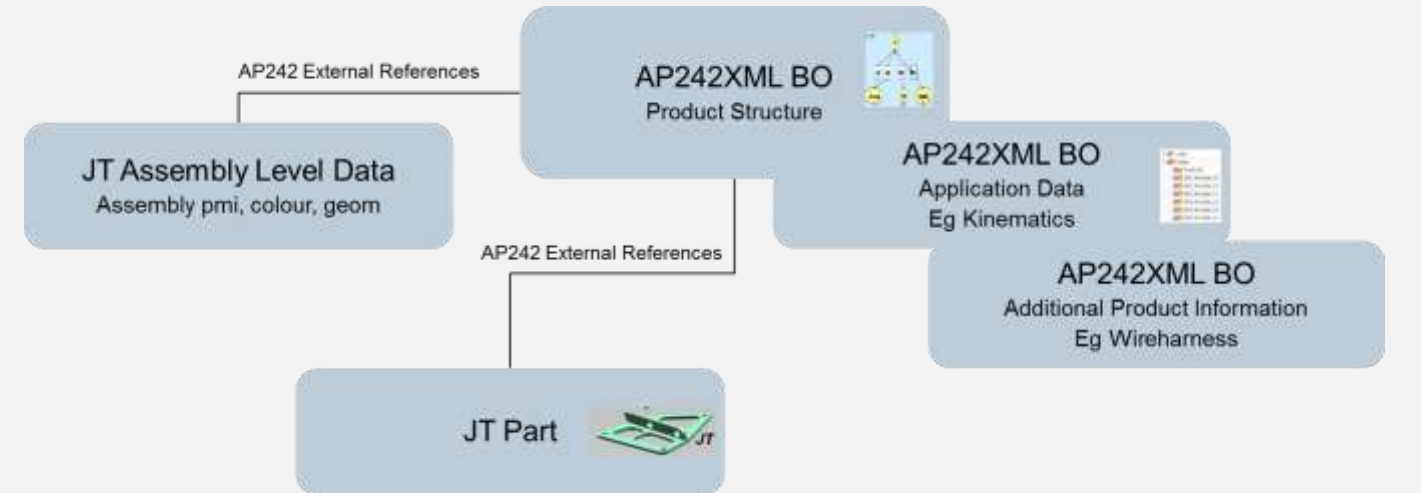 AP242 External References
AP242XML BO
Product Structure
JT Assembly Level Data
Assembly pmi, colour, geom
AP242XML BO
Application Data
Eg Kinematics
AP242 External References
AP242XML BO
Additional Product Information
Eg Wireharness
JT Part
JT